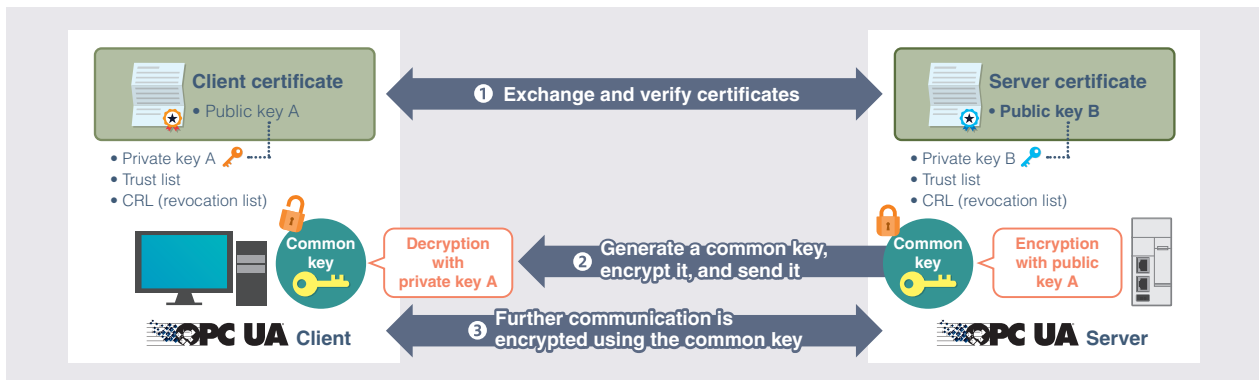 Client certificate
• Public key A
• Private key A
• Trust list
• CRL (revocation list)
Common
key
Decryption
with
private key A
OPC UA Client
❶ Exchange and verify certificates
❷ Generate a common key,
encrypt it, and send it
❸ Further communication is
encrypted using the common key
Server certificate
• Public key B
• Private key B
• Trust list
• CRL (revocation list)
Common
key
Encryption
with public
key A
OPC UA Server